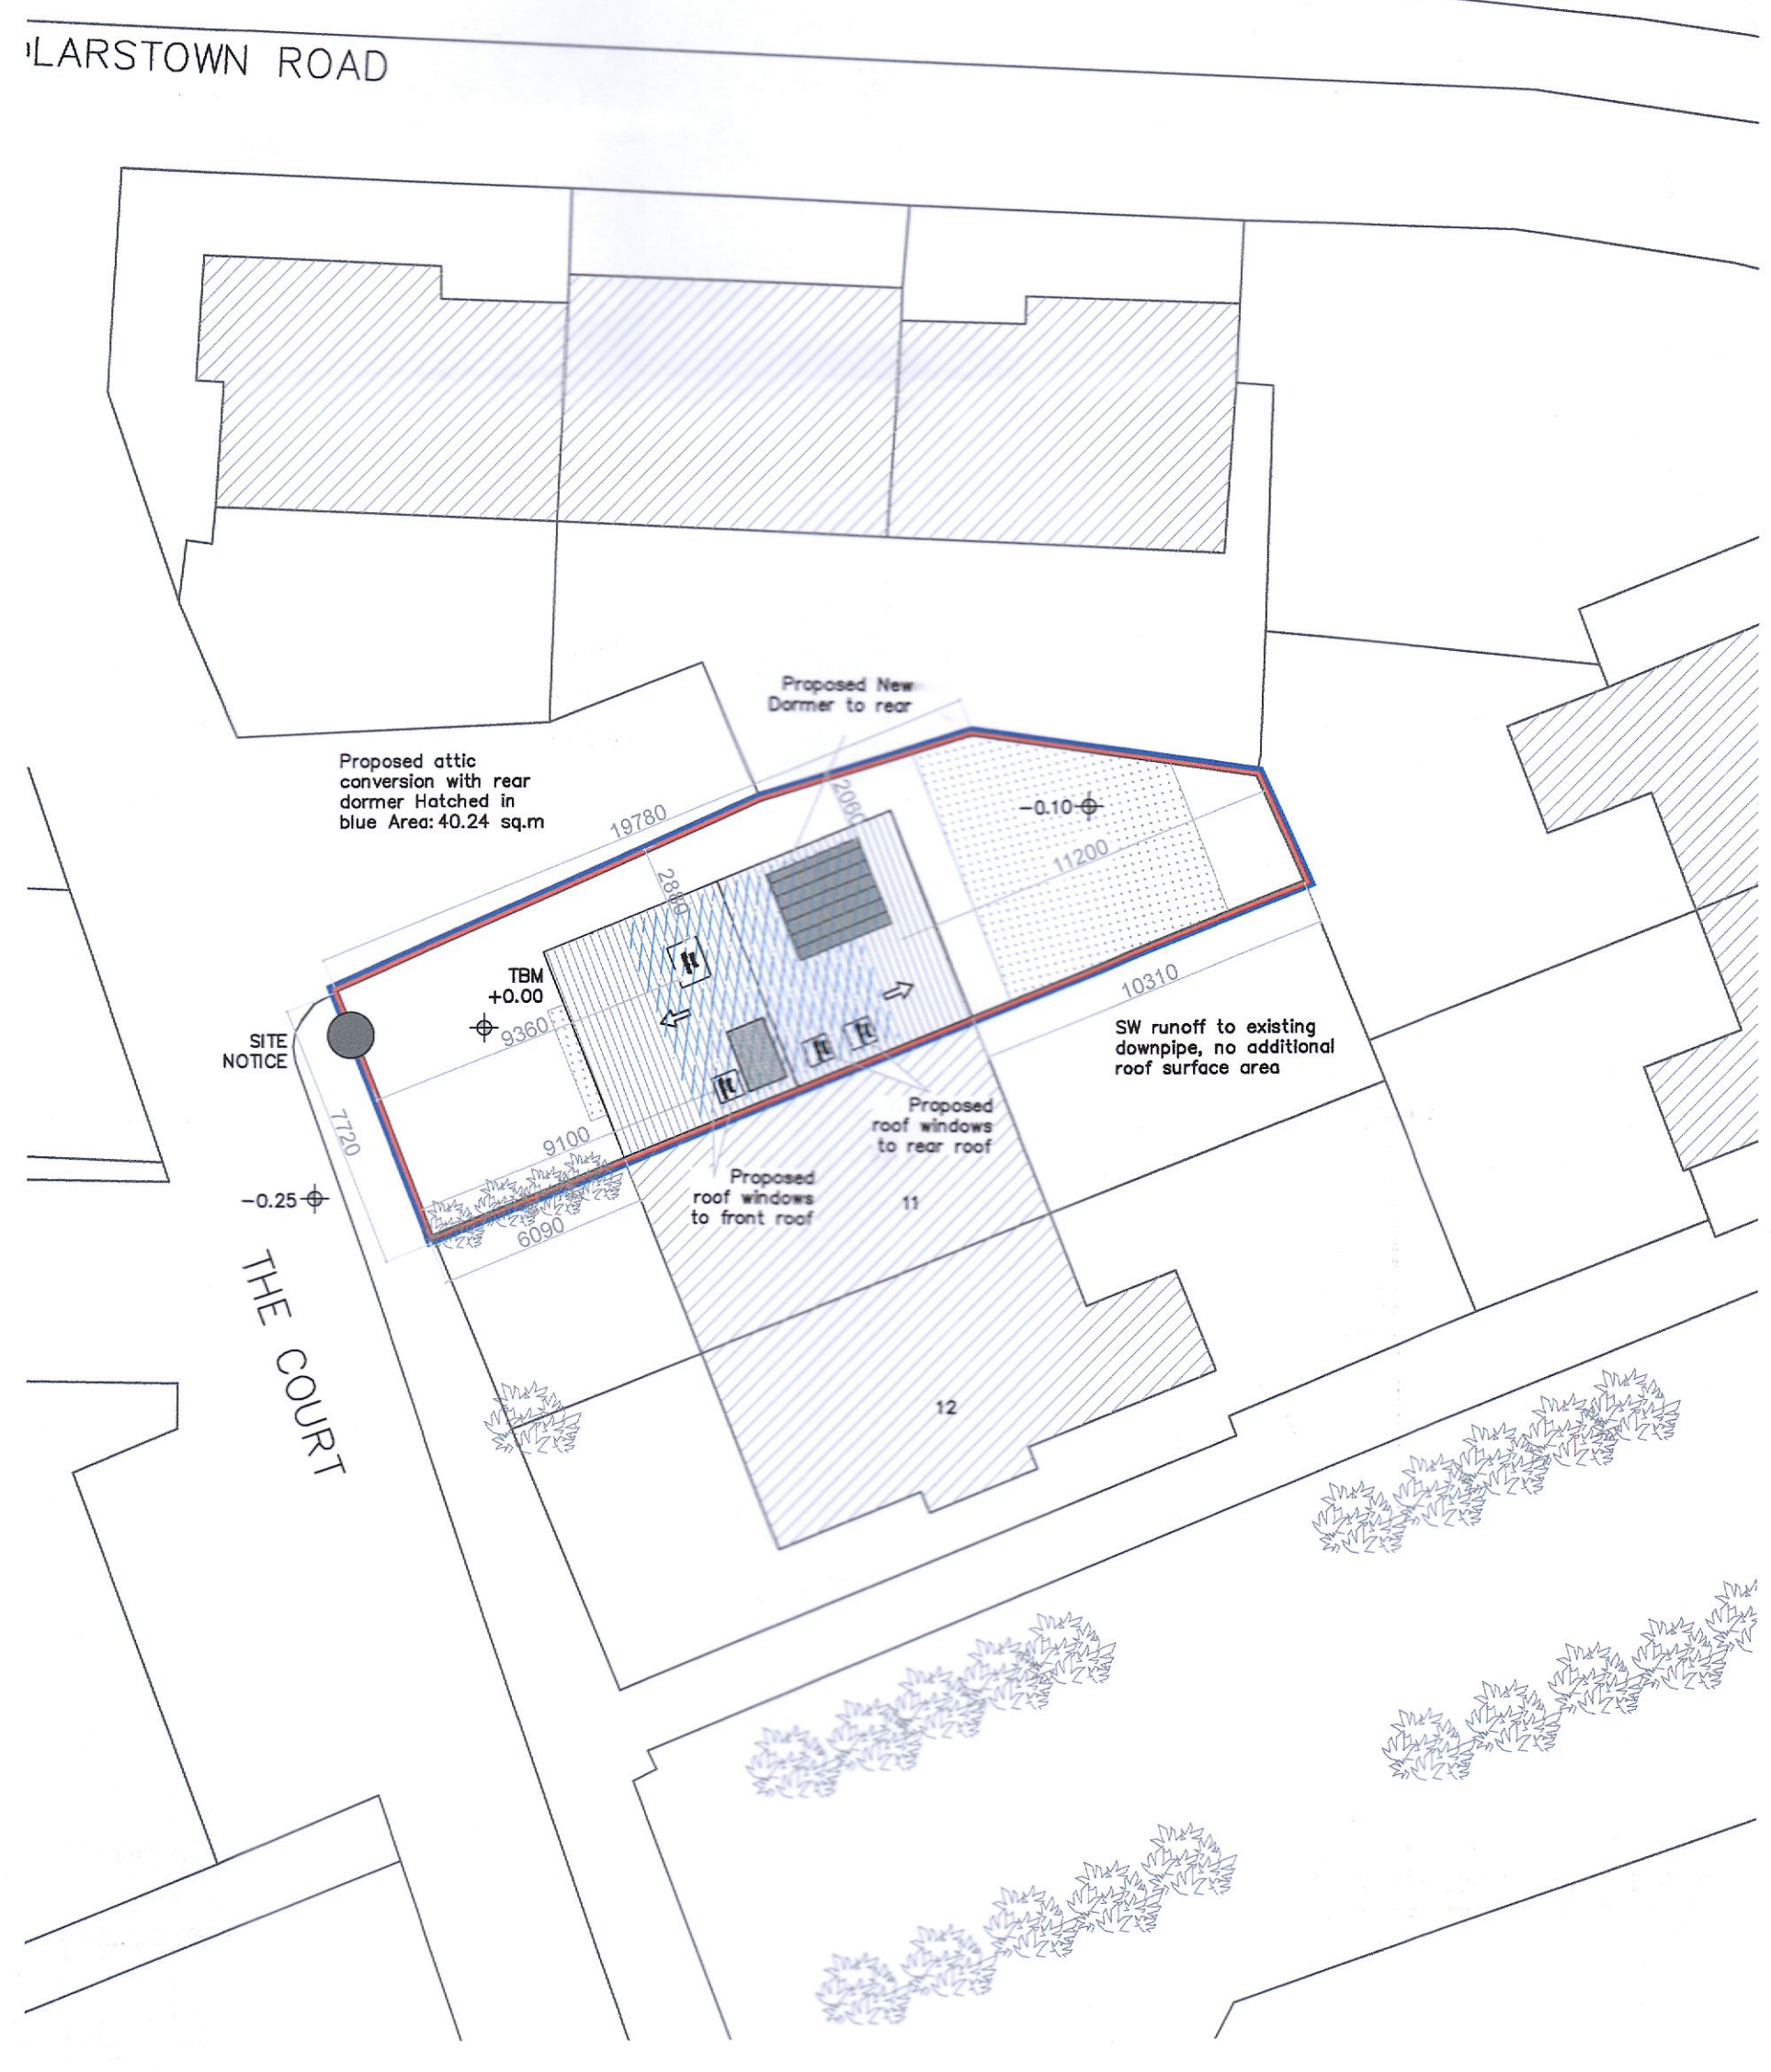 LARSTOWN ROAD
Proposed New
Dormer to rear
Proposed attic
conversion with rear
dormer Hatched in
blue Area: 40.24 sq.m
19780
2060
-0.10
11200
2880
TBM
+0.00
9360
SITE
NOTICE
10310
SW runoff to existing
downpipe, no additional
roof surface area
7720
9100
Proposed
roof windows
to rear roof
Proposed
roof windows
to front roof
11
-0.25
6090
THE COURT
12